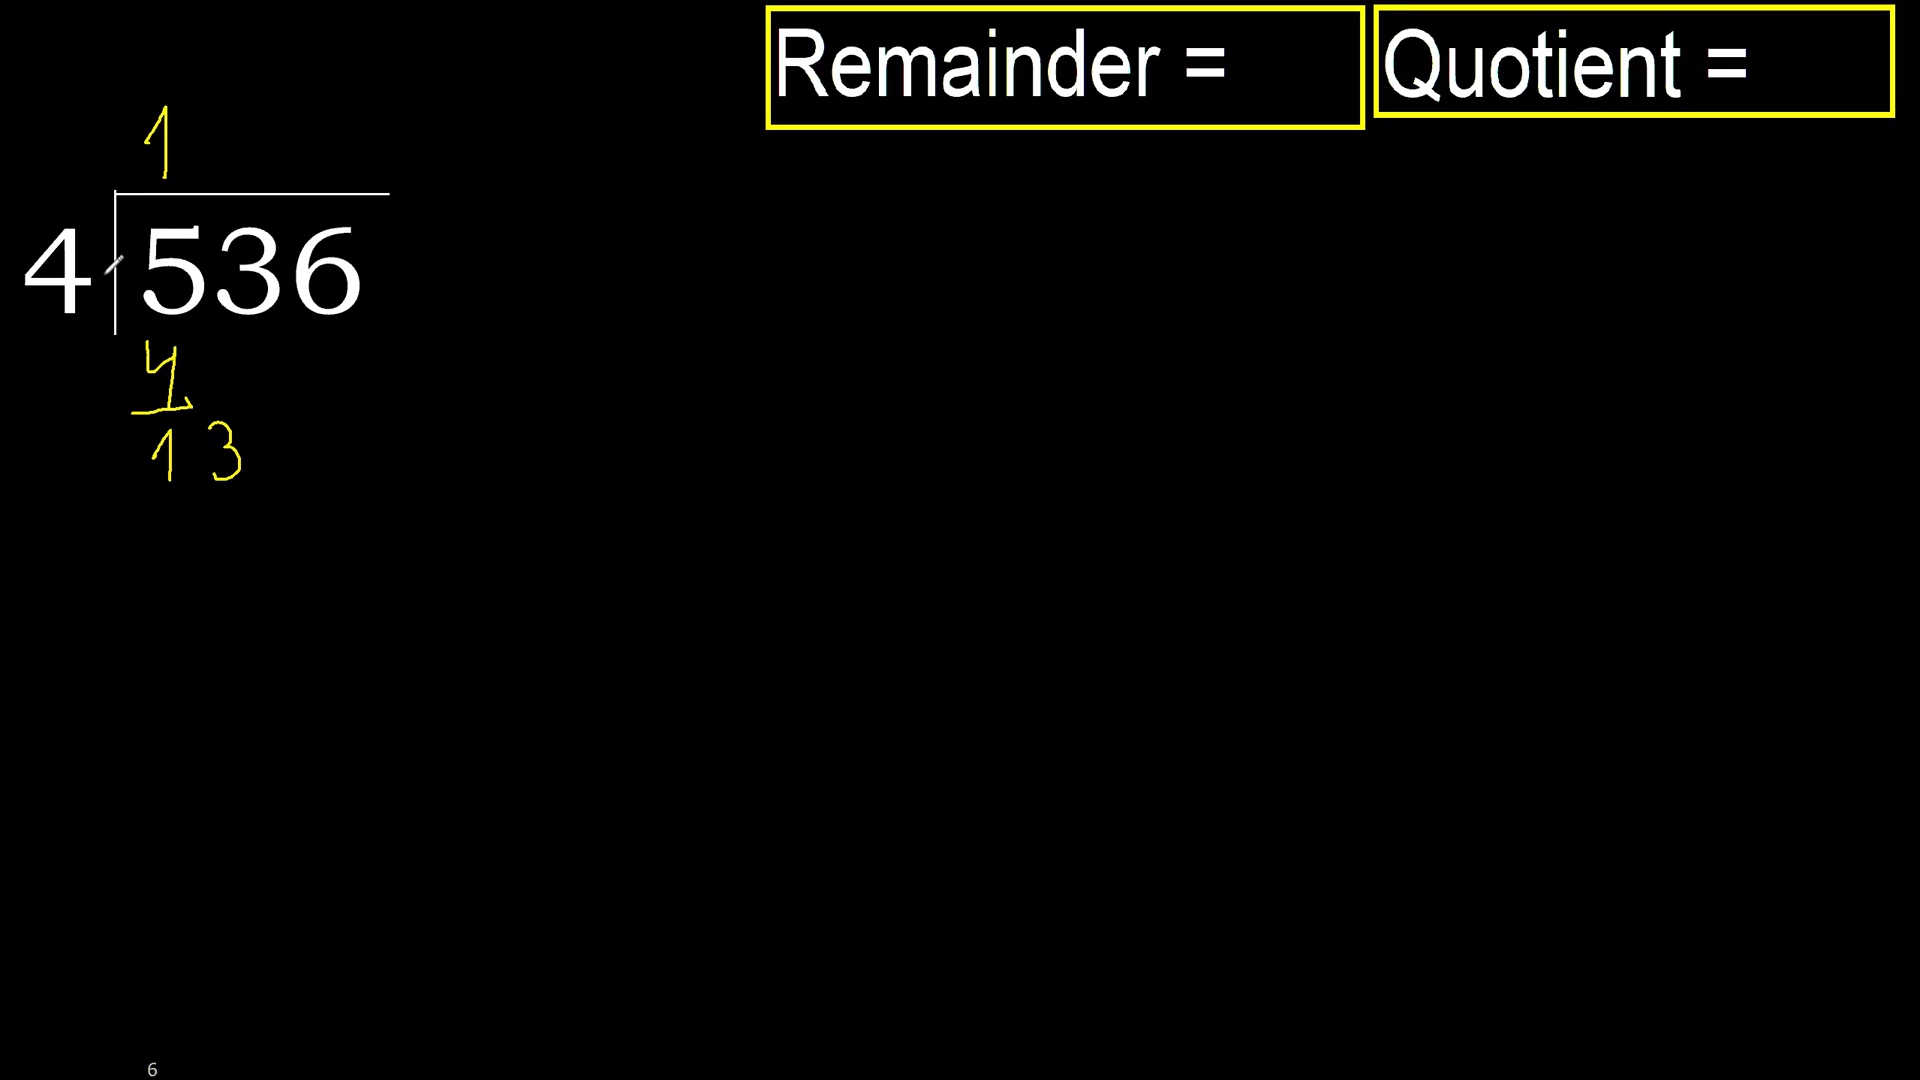 Remainder =
Quotient =
1
4 536
4
13
6